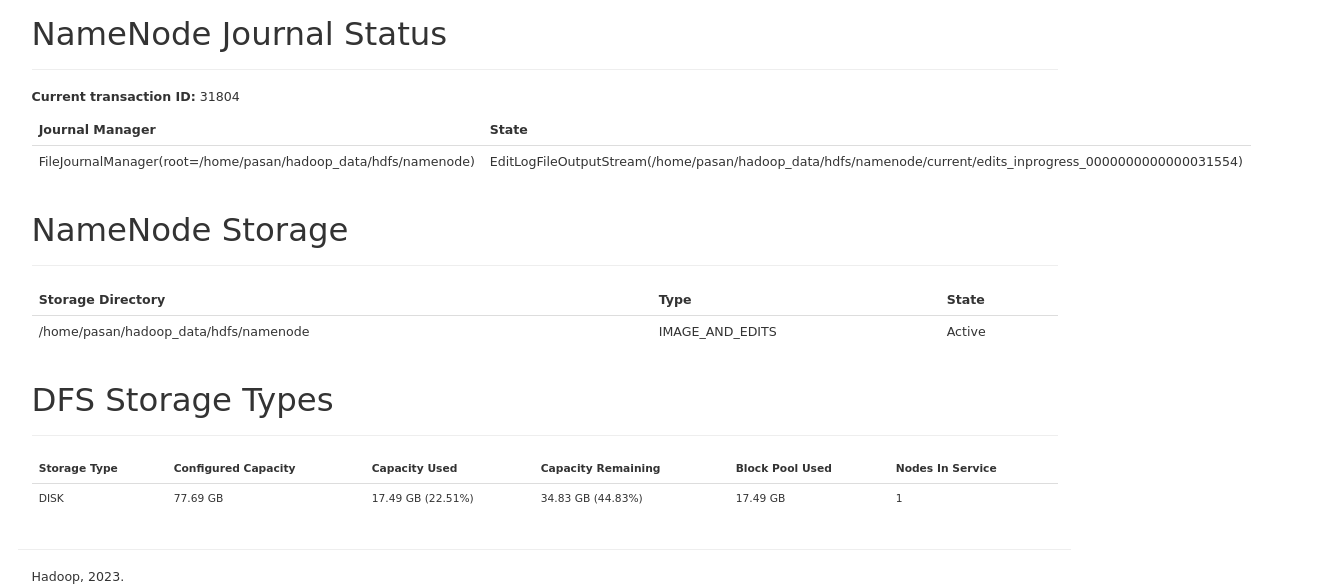 NameNode Journal Status
Current transaction ID: 31804
Journal Manager State
FileJournalManager(root=/home/pasan/hadoop_data/hdfs/namenode) EditLogFileOutputStream(/home/pasan/hadoop_data/hdfs/namenode/current/edits_inprogress_0000000000000031554)
NameNode Storage
Storage Directory Type State
/home/pasan/hadoop_data/hdfs/namenode IMAGE_AND_EDITS Active
DFS Storage Types
Storage Type Configured Capacity Capacity Used Capacity Remaining Block Pool Used Nodes In Service
DISK 77.69 GB 17.49 GB (22.51%) 34.83 GB (44.83%) 17.49 GB 1
Hadoop, 2023.